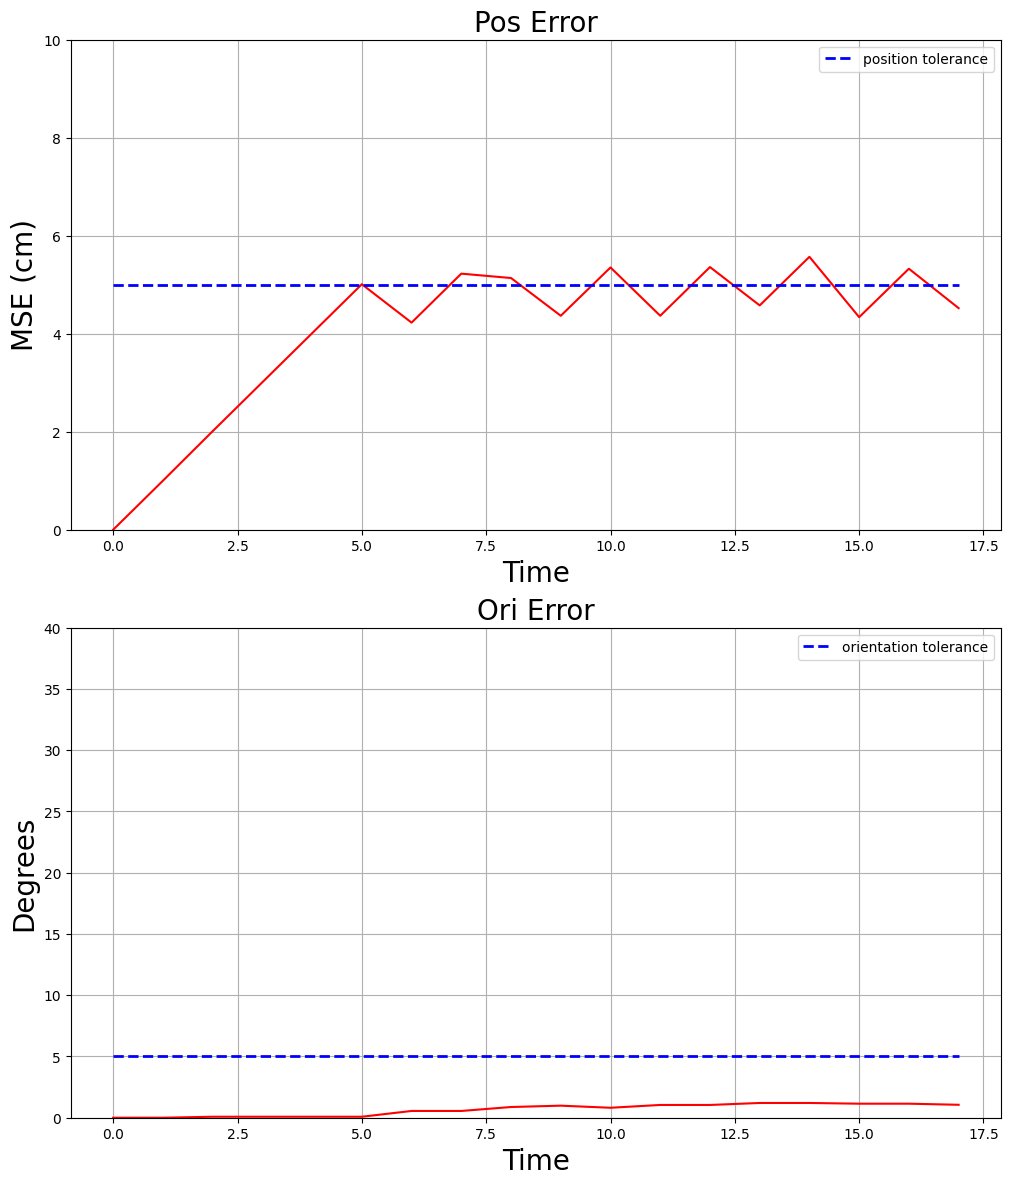 Pos Error
position tolerance
10
8
6
4
2
0
MSE (cm)
0.0 2.5 5.0 7.5 10.0 12.5 15.0 17.5
Time
Ori Error
orientation tolerance
40
35
30
25
20
15
10
5
0
Degrees
0.0 2.5 5.0 7.5 10.0 12.5 15.0 17.5
Time